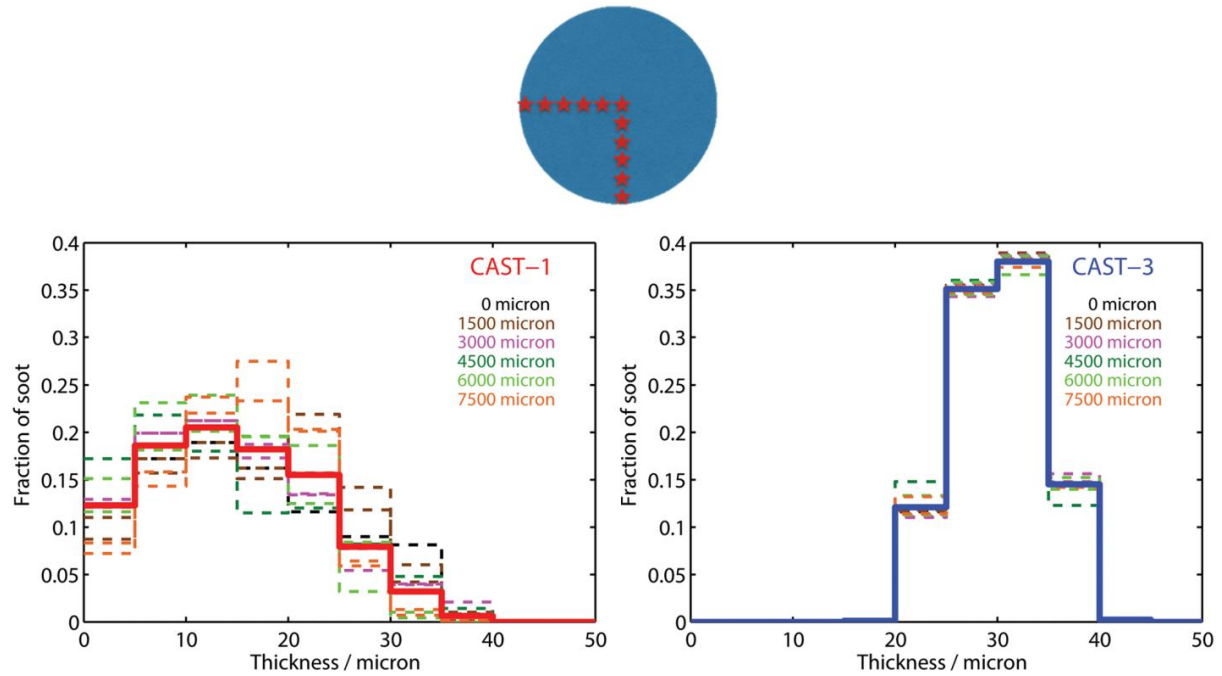 0.4
0.35
0.3
0.25
0.2
0.15
0.1
0.05
0
Fraction of soot
CAST–1
0 micron
1500 micron
3000 micron
4500 micron
6000 micron
7500 micron
0 10 20 30 40 50
Thickness / micron
0.4
0.35
0.3
0.25
0.2
0.15
0.1
0.05
0
Fraction of soot
CAST–3
0 micron
1500 micron
3000 micron
4500 micron
6000 micron
7500 micron
0 10 20 30 40 50
Thickness / micron